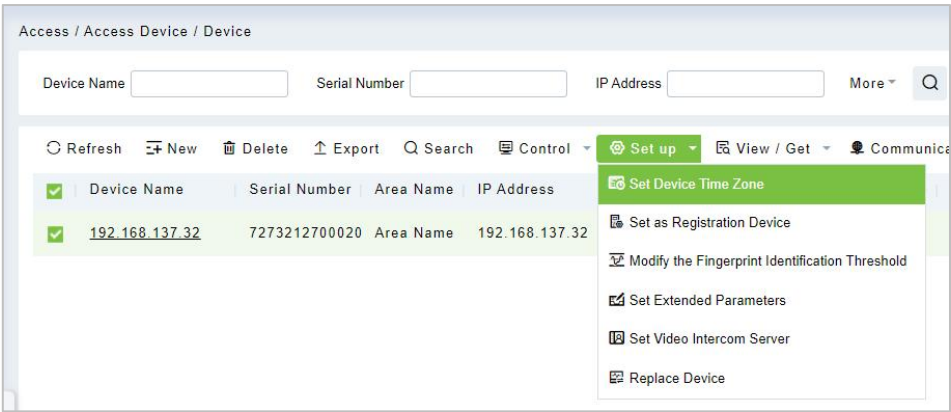 Access / Access Device / Device
Device Name Serial Number IP Address More
Refresh New Delete Export Search Control Set up View / Get Communica
Device Name Serial Number Area Name IP Address
192.168.137.32 7273212700020 Area Name 192.168.137.32
Set Device Time Zone
Set as Registration Device
Modify the Fingerprint Identification Threshold
Set Extended Parameters
Set Video Intercom Server
Replace Device